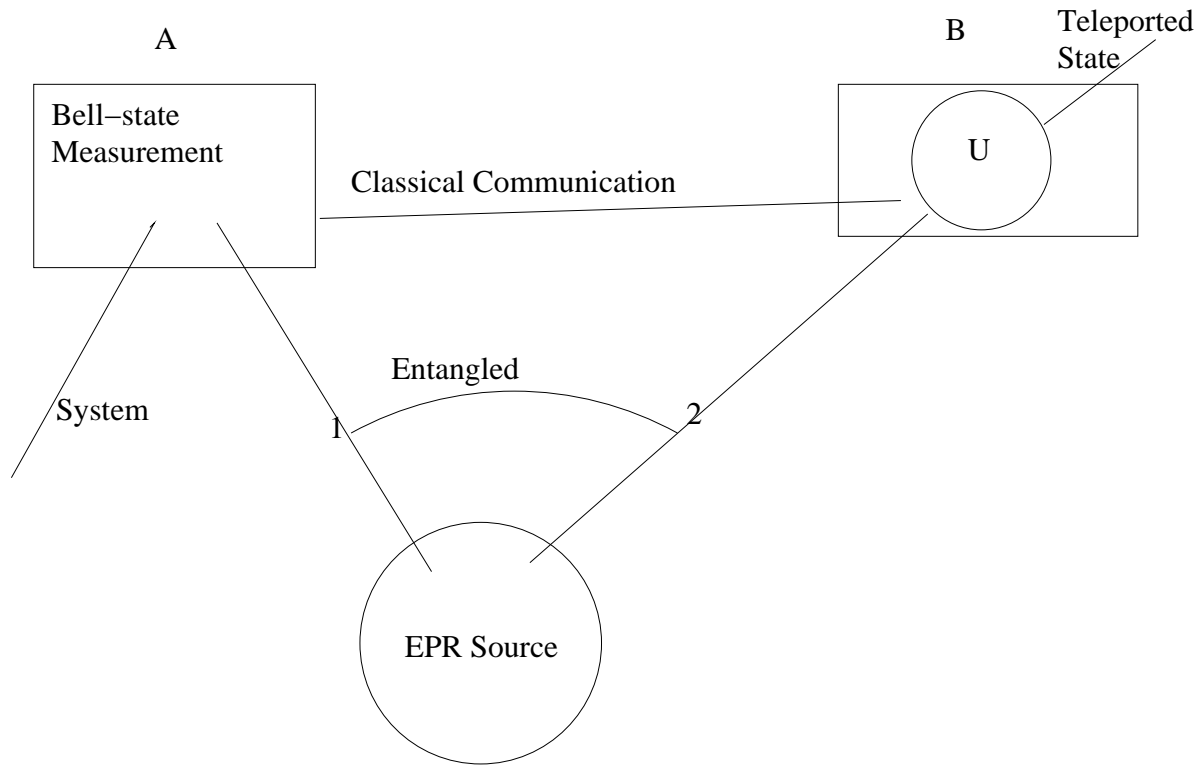 A
B
Teleported
State
Bell−state
Measurement
U
Classical Communication
Entangled
System
1
2
EPR Source